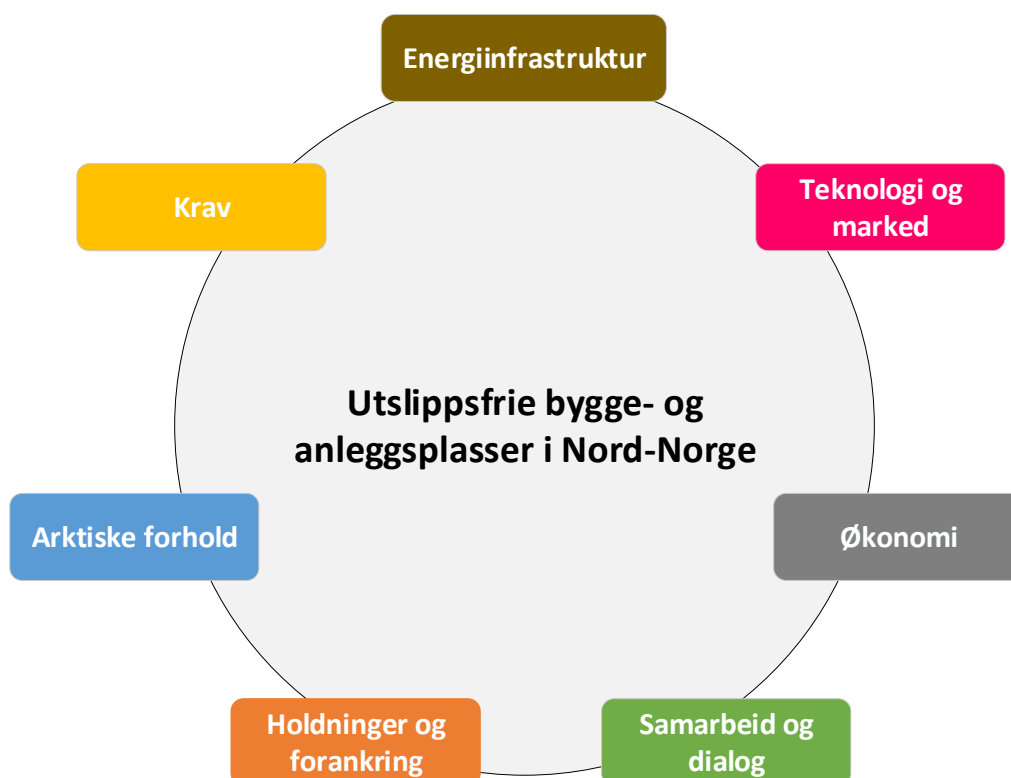 Energiinfrastruktur
Krav
Teknologi og
marked
Utslippsfrie bygge- og
anleggsplasser i Nord-Norge
Arktiske forhold
Økonomi
Holdninger og
forankring
Samarbeid og
dialog